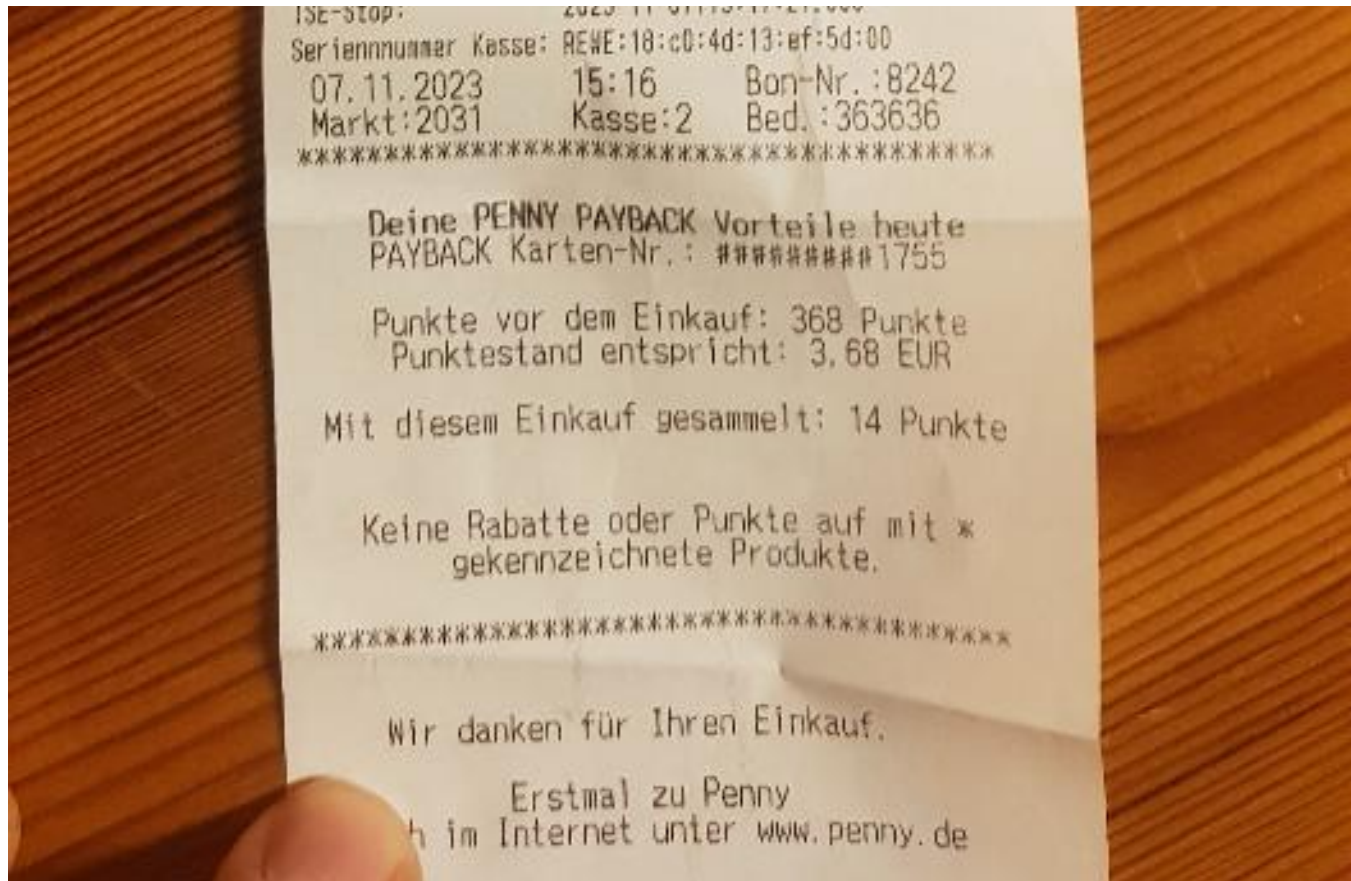 TSE-Stop:
Seriennnummer Kasse: REWE:18:c0:4d:13:ef:5d:00
07.11.2023 15:16 Bon-Nr.:8242
Markt:2031 Kasse:2 Bed.:363636
****************************************
Deine PENNY PAYBACK Vorteile heute
PAYBACK Karten-Nr.: #########1755
Punkte vor dem Einkauf: 368 Punkte
Punktestand entspricht: 3,68 EUR
Mit diesem Einkauf gesammelt: 14 Punkte
Keine Rabatte oder Punkte auf mit *
gekennzeichnete Produkte.
****************************************
Wir danken für Ihren Einkauf.
Erstmal zu Penny
im Internet unter www.penny.de